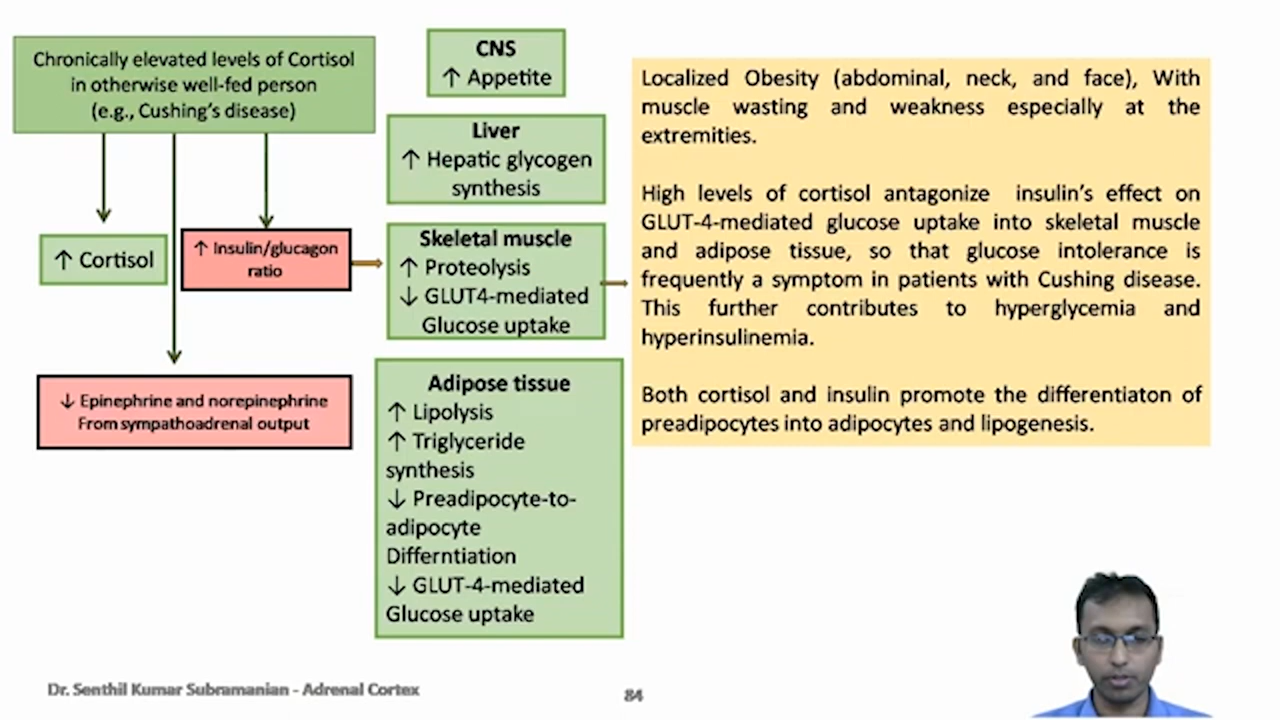 Chronically elevated levels of Cortisol
in otherwise well-fed person
(e.g., Cushing's disease)
↑ Cortisol
↑ Insulin/glucagon
ratio
↓ Epinephrine and norepinephrine
From sympathoadrenal output
CNS
↑ Appetite
Liver
↑ Hepatic glycogen
synthesis
Skeletal muscle
↑ Proteolysis
↓ GLUT4-mediated
Glucose uptake
Adipose tissue
↑ Lipolysis
↑ Triglyceride
synthesis
↓ Preadipocyte-to-
adipocyte
Differntiation
↓ GLUT-4-mediated
Glucose uptake
Localized Obesity (abdominal, neck, and face), With
muscle wasting and weakness especially at the
extremities.
High levels of cortisol antagonize insulin's effect on
GLUT-4-mediated glucose uptake into skeletal muscle
and adipose tissue, so that glucose intolerance is
frequently a symptom in patients with Cushing disease.
This further contributes to hyperglycemia and
hyperinsulinemia.
Both cortisol and insulin promote the differentiaton of
preadipocytes into adipocytes and lipogenesis.
Dr. Senthil Kumar Subramanian - Adrenal Cortex
84